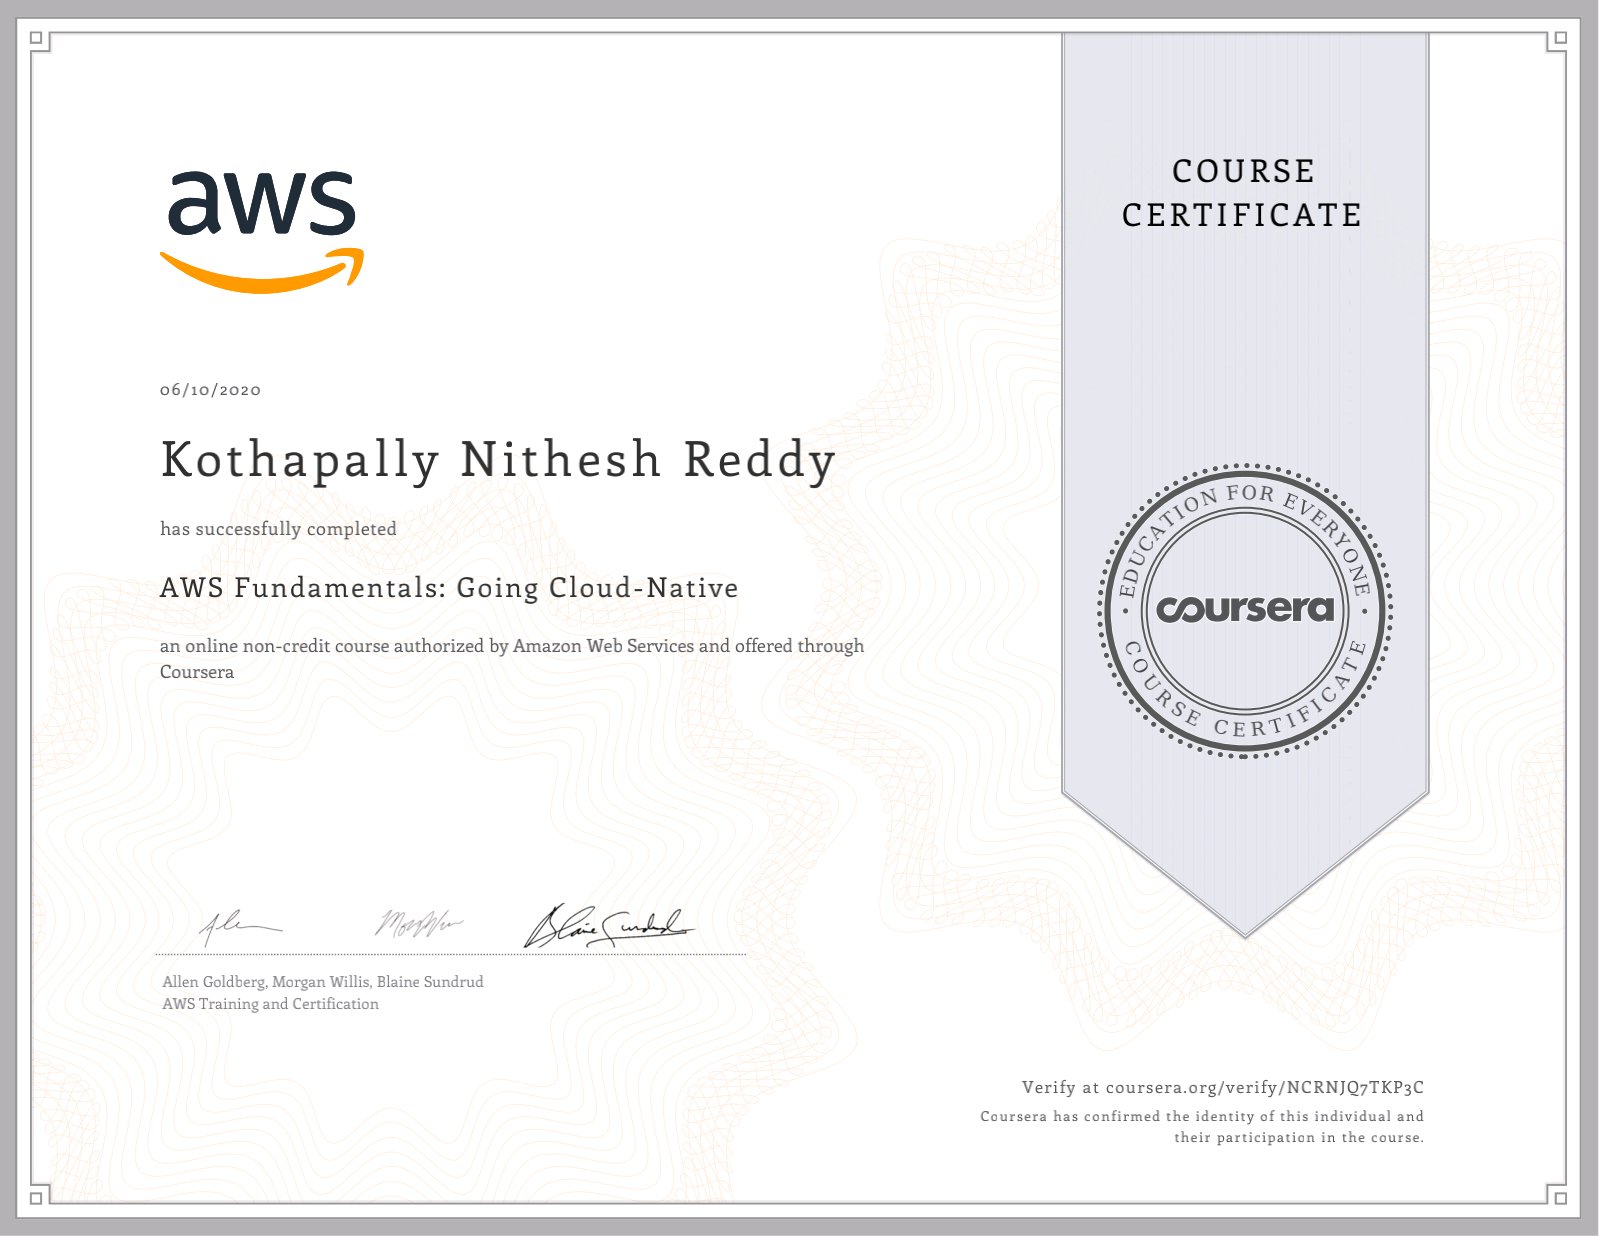 aws
COURSE
CERTIFICATE
06/10/2020
Kothapally Nithesh Reddy
has successfully completed
AWS Fundamentals: Going Cloud-Native
an online non-credit course authorized by Amazon Web Services and offered through
Coursera
EDUCATION FOR EVERYONE
coursera
COURSE CERTIFICATE
Blaine Sundrud
Allen Goldberg, Morgan Willis, Blaine Sundrud
AWS Training and Certification
Verify at coursera.org/verify/NCRNJQ7TKP3C
Coursera has confirmed the identity of this individual and
their participation in the course.